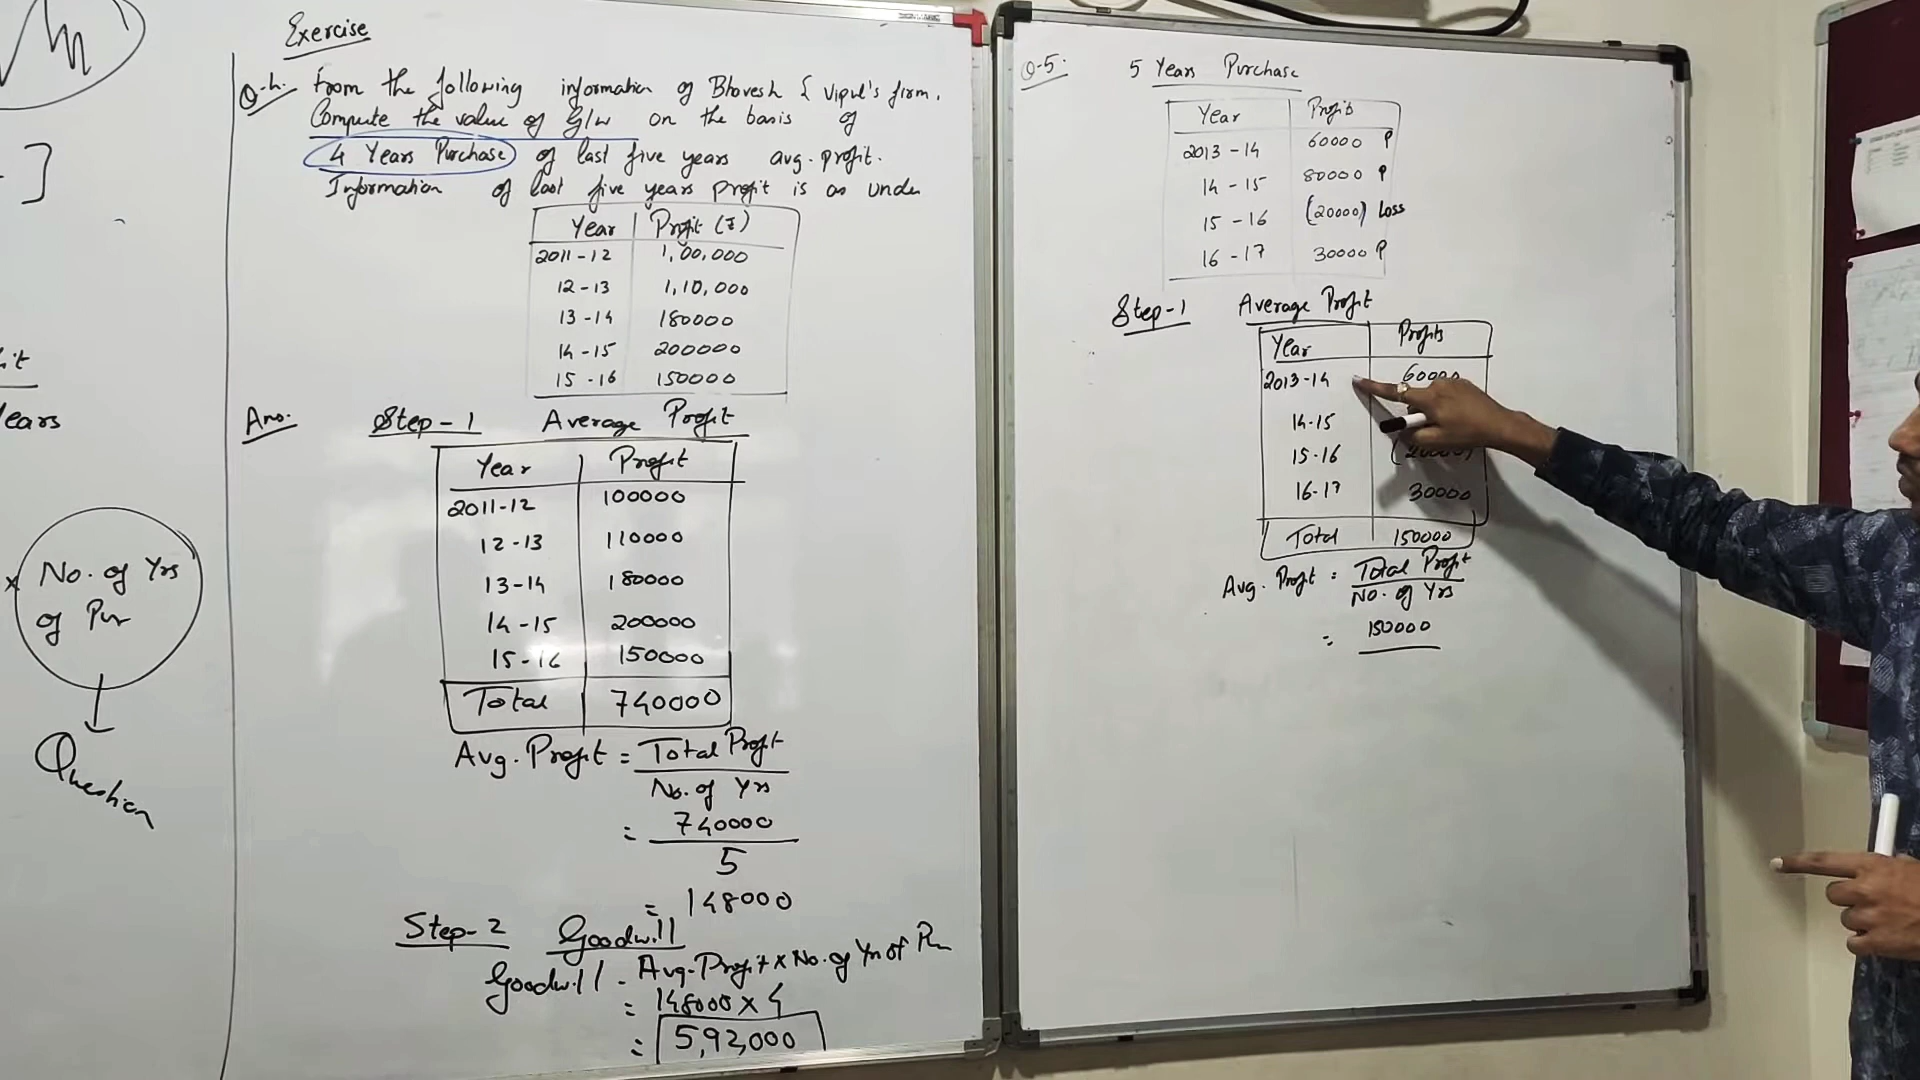 Exercise
Q-4. From the following information of Bhavesh & Vipul's firm,
Compute the value of G/w on the basis of
4 Years Purchase of last five years avg. profit.
Information of last five years profit is as under
Year Profit (₹)
2011-12 1,00,000
12-13 1,10,000
13-14 180000
14-15 200000
15-16 150000
Ans. Step-1 Average Profit
Year Profit
2011-12 100000
12-13 110000
13-14 180000
14-15 200000
15-16 150000
Total 740000
Avg. Profit = Total Profit
No. of Yrs
= 740000
5
= 148000
Step-2 Goodwill
Goodwill = Avg. Profit x No. of Yrs of Pur
= 148000 x 4
= 5,92,000
]
ears
x No. of Yrs
of Pur
Question
Q-5. 5 Years Purchase
Year Profit
2013-14 60000 P
14-15 80000 P
15-16 (20000) Loss
16-17 30000 P
Step-1 Average Profit
Year Profits
2013-14 60000
14-15
15-16 (20000)
16-17 30000
Total 150000
Avg. Profit = Total Profit
No. of Yrs
= 150000